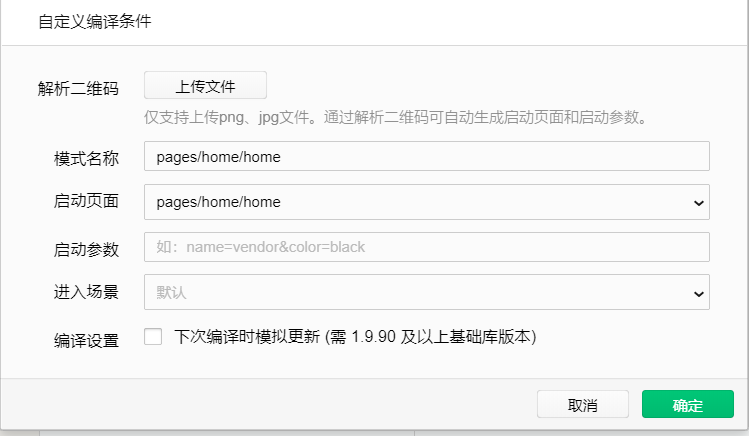 自定义编译条件
解析二维码 上传文件
仅支持上传png、jpg文件。通过解析二维码可自动生成启动页面和启动参数。
模式名称 pages/home/home
启动页面 pages/home/home
启动参数 如：name=vendor&color=black
进入场景 默认
编译设置 下次编译时模拟更新 (需 1.9.90 及以上基础库版本)
取消 确定